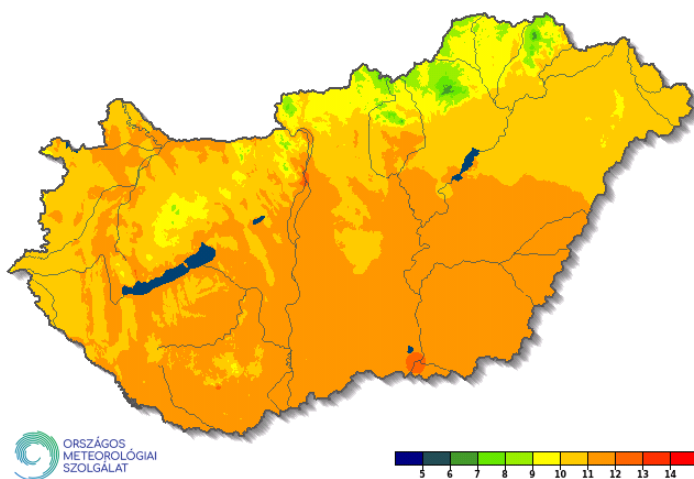 ORSZÁGOS
METEOROLÓGIAI
SZOLGÁLAT
5 6 7 8 9 10 11 12 13 14